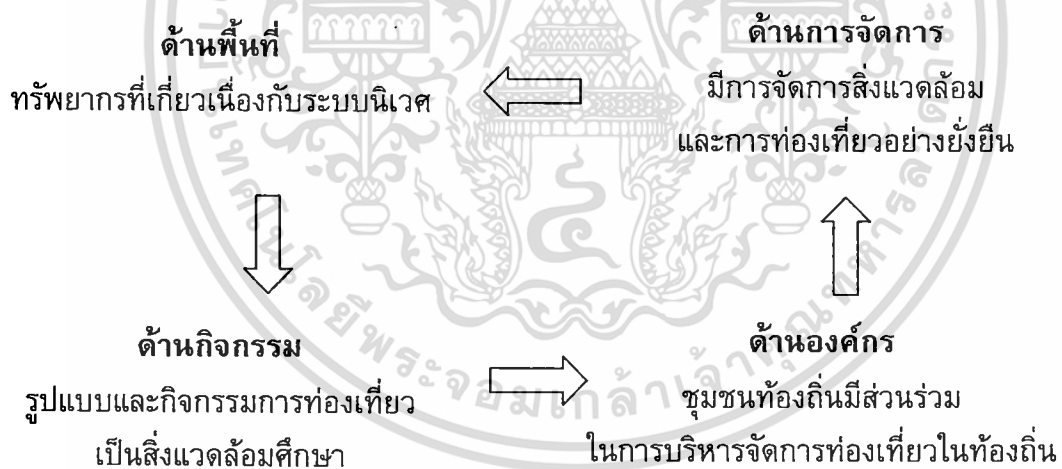 ด้านพื้นที่
ทรัพยากรที่เกี่ยวเนื่องกับระบบนิเวศ
ด้านการจัดการ
มีการจัดการสิ่งแวดล้อม
และการท่องเที่ยวอย่างยั่งยืน
ด้านกิจกรรม
รูปแบบและกิจกรรมการท่องเที่ยว
เป็นสิ่งแวดล้อมศึกษา
ด้านองค์กร
ชุมชนท้องถิ่นมีส่วนร่วม
ในการบริหารจัดการท่องเที่ยวในท้องถิ่น